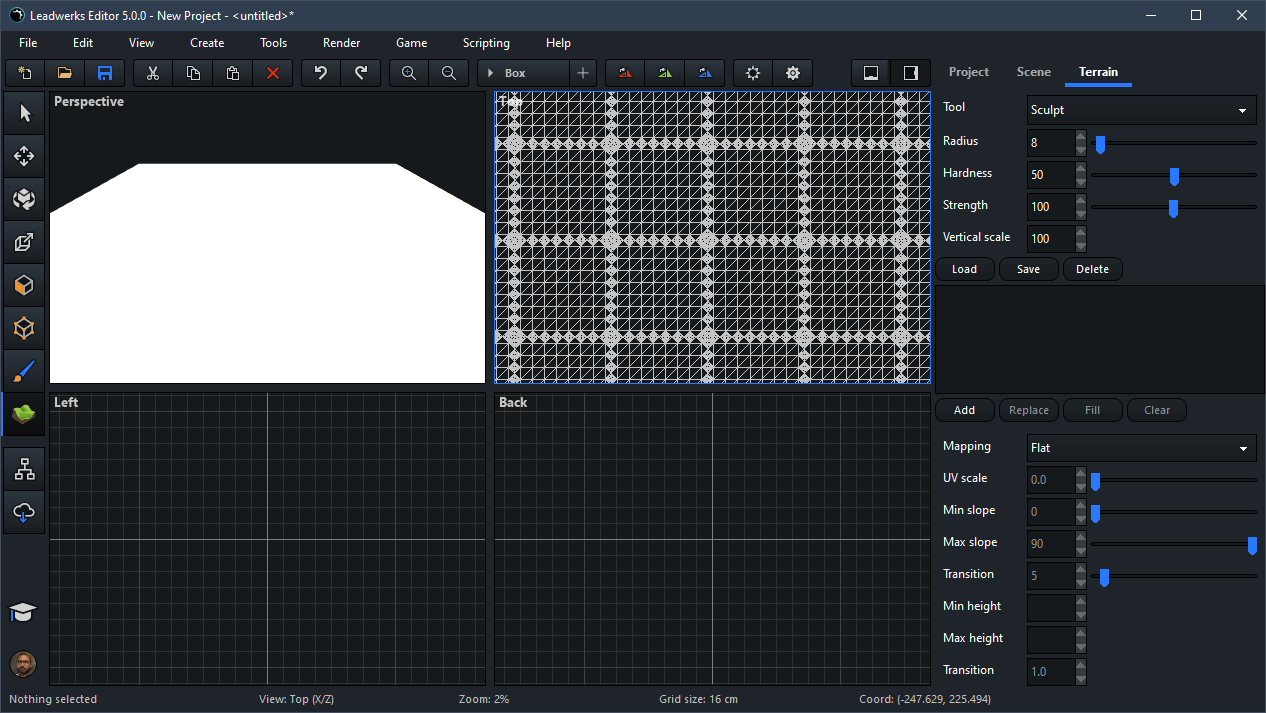 Leadwerks Editor 5.0.0 - New Project - <untitled>*
File Edit View Create Tools Render Game Scripting Help
Box
Project Scene Terrain
Perspective
Top
Tool Sculpt
Radius 8
Hardness 50
Strength 100
Vertical scale 100
Load Save Delete
Left
Back
Add Replace Fill Clear
Mapping Flat
UV scale 0.0
Min slope 0
Max slope 90
Transition 5
Min height
Max height
Transition 1.0
Nothing selected View: Top (X/Z) Zoom: 2% Grid size: 16 cm Coord: (-247.629, 225.494)